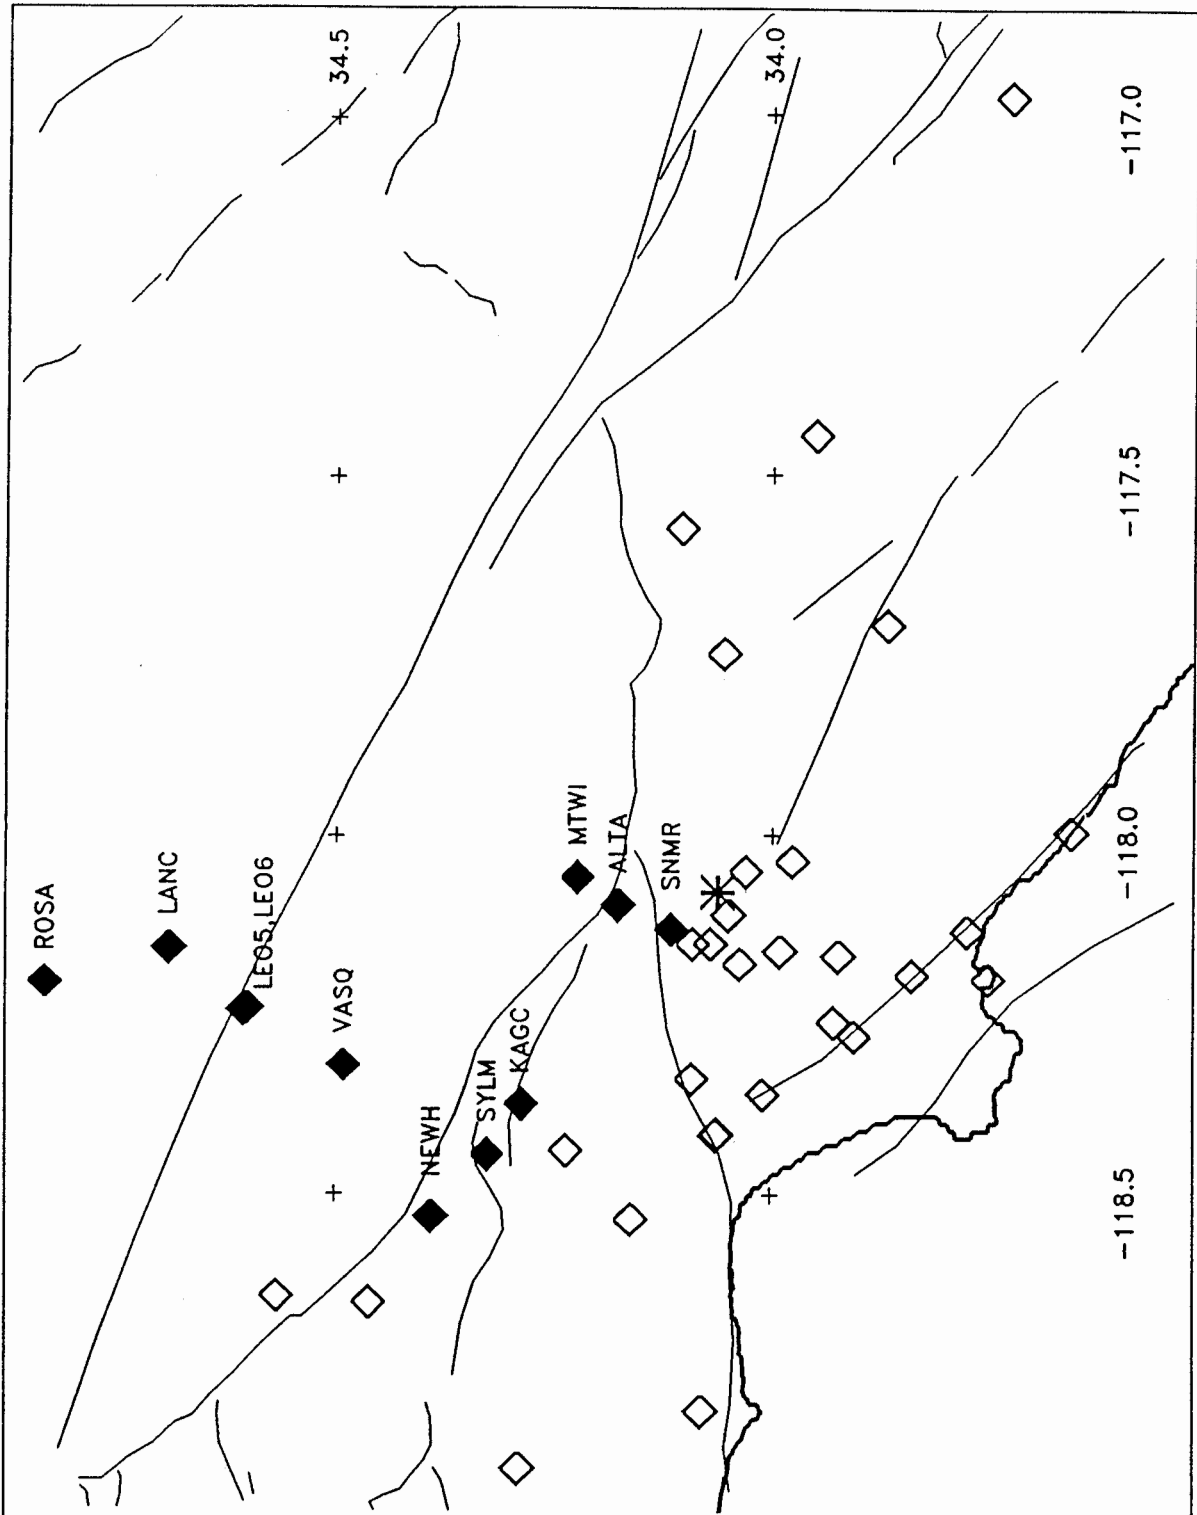 34.5
34.0
-117.0
-117.5
-118.0
-118.5
ROSA
LANC
LEO5,LEO6
VASQ
NEWH
SYLM
KAGC
MTWI
ALTA
SNMR